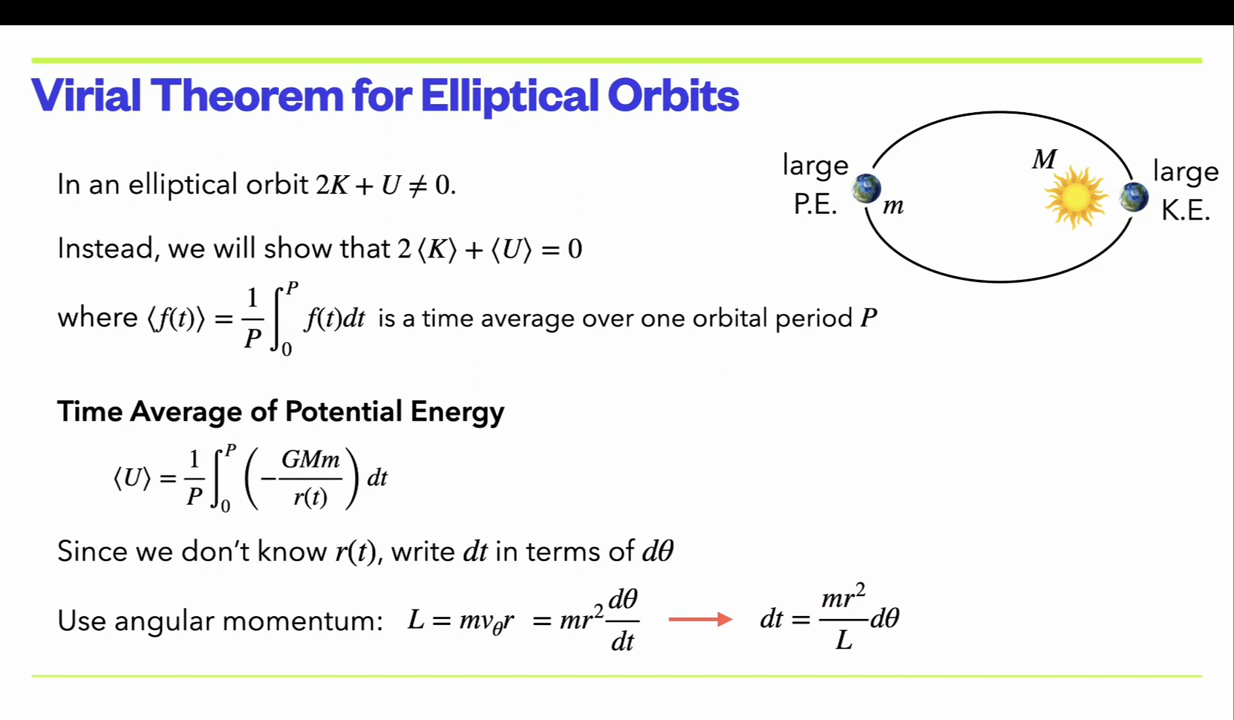 Virial Theorem for Elliptical Orbits
In an elliptical orbit 2K + U ≠ 0.
Instead, we will show that 2⟨K⟩ + ⟨U⟩ = 0
where ⟨f(t)⟩ = 1/P ∫₀ᴾ f(t)dt is a time average over one orbital period P
large
P.E.
m
M
large
K.E.
Time Average of Potential Energy
⟨U⟩ = 1/P ∫₀ᴾ (−GMm/r(t)) dt
Since we don't know r(t), write dt in terms of dθ
Use angular momentum: L = mv_θr = mr² dθ/dt → dt = mr²/L dθ